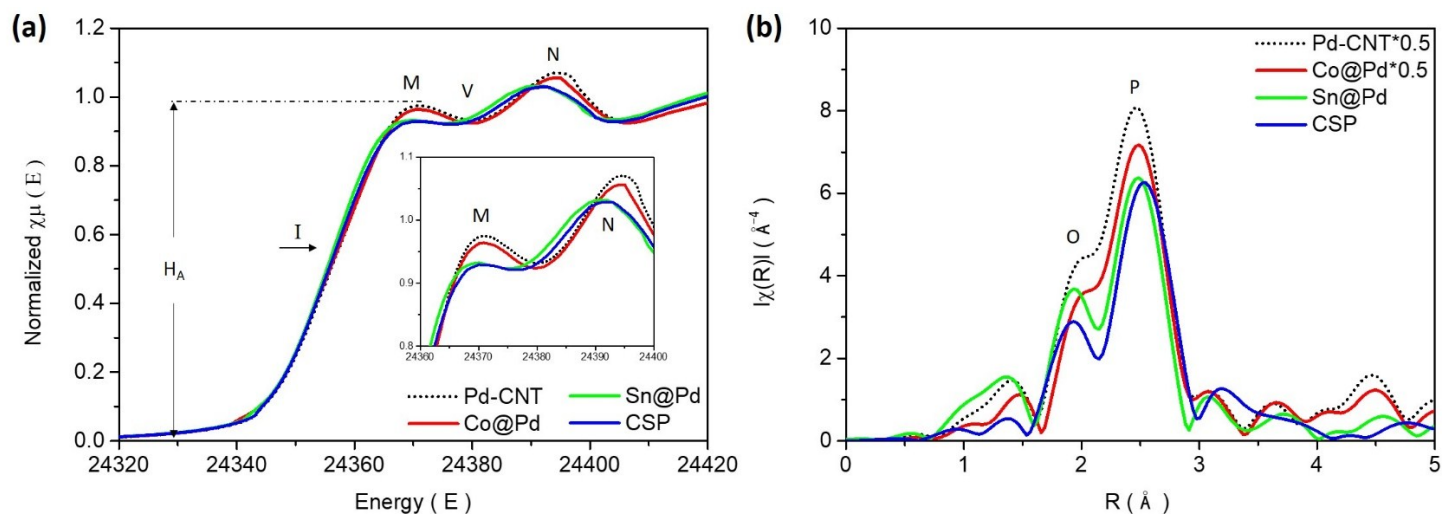 (a)
Normalized χμ ( E )
1.2
1.0
0.8
0.6
0.4
0.2
0.0
M
V
N
I
H_A
1.1
1.0
0.9
0.8
M
N
24360
24370
24380
24390
24400
Pd-CNT
Sn@Pd
Co@Pd
CSP
24320
24340
24360
24380
24400
24420
Energy ( E )
(b)
|χ(R)| ( Å⁻⁴)
10
8
6
4
2
0
O
P
Pd-CNT*0.5
Co@Pd*0.5
Sn@Pd
CSP
0
1
2
3
4
5
R ( Å )